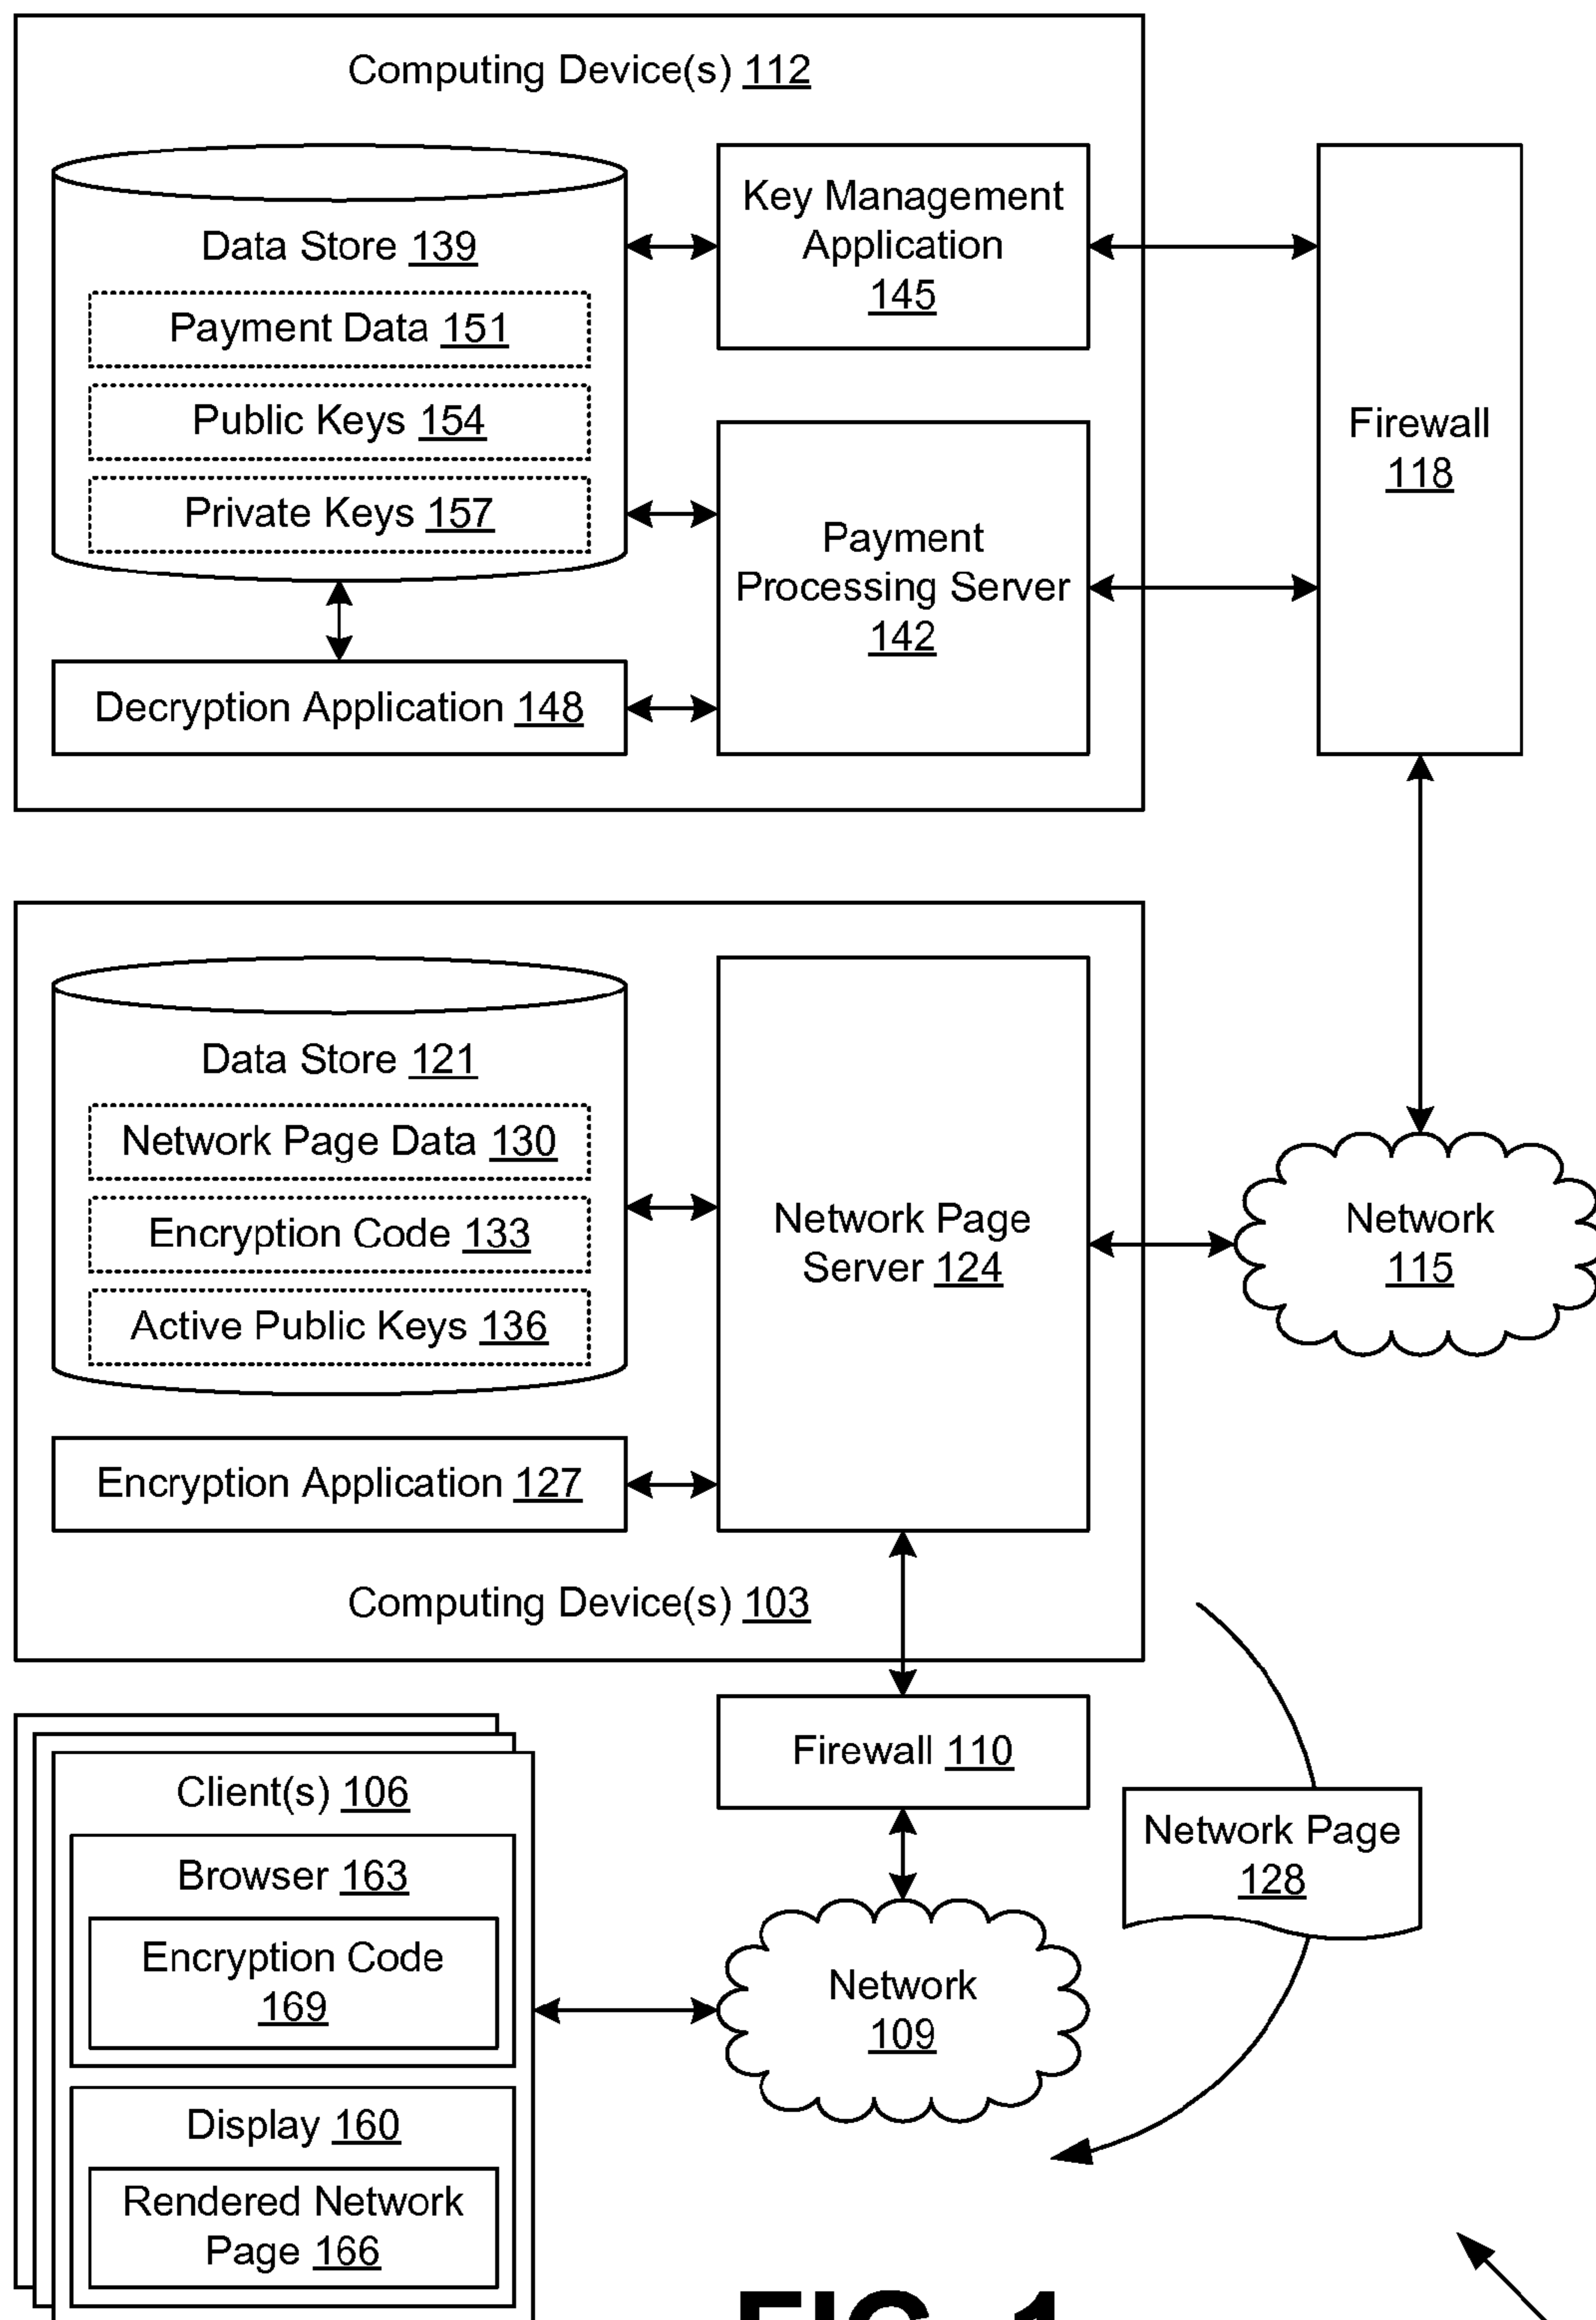 Computing Device(s) 112
Data Store 139
Payment Data 151
Public Keys 154
Private Keys 157
Decryption Application 148
Key Management
Application
145
Payment
Processing Server
142
Firewall
118
Data Store 121
Network Page Data 130
Encryption Code 133
Active Public Keys 136
Encryption Application 127
Network Page
Server 124
Computing Device(s) 103
Network
115
Firewall 110
Network Page
128
Client(s) 106
Browser 163
Encryption Code
169
Display 160
Rendered Network
Page 166
Network
109
FIG. 1